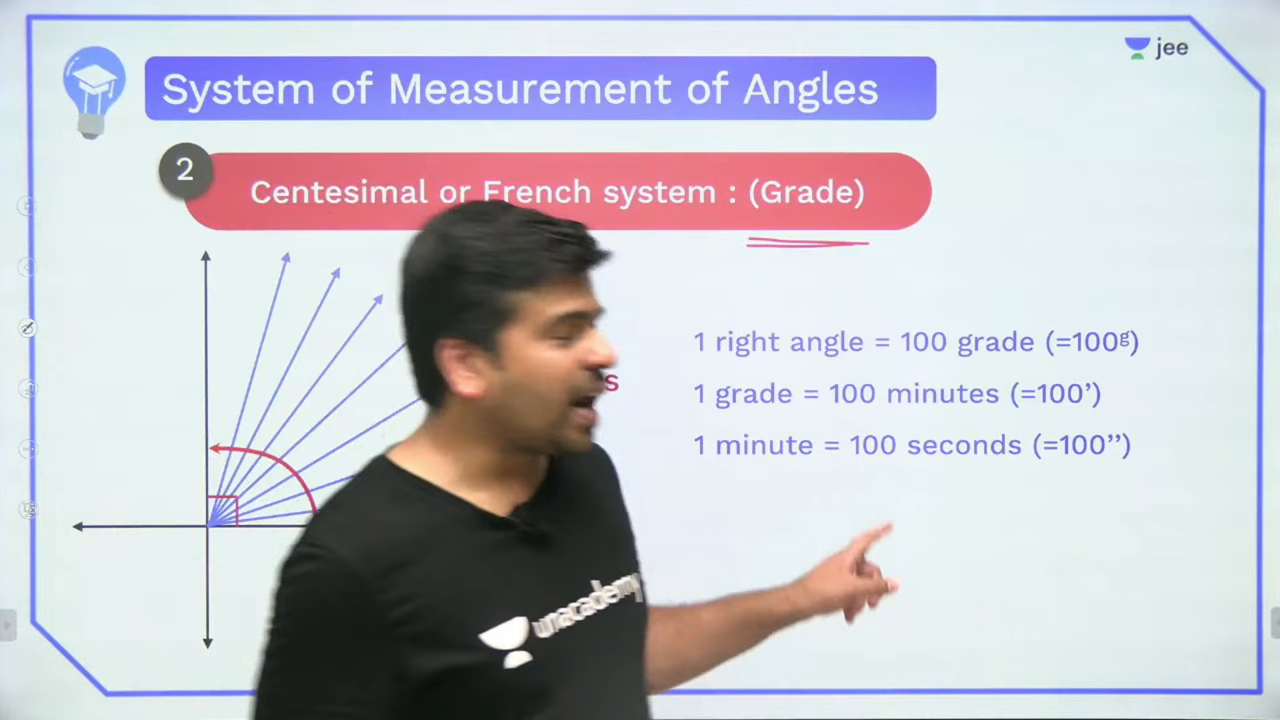 jee
System of Measurement of Angles
2
Centesimal or French system : (Grade)
1 right angle = 100 grade (=100ᵍ)
s
1 grade = 100 minutes (=100’)
1 minute = 100 seconds (=100’’)
unacademy